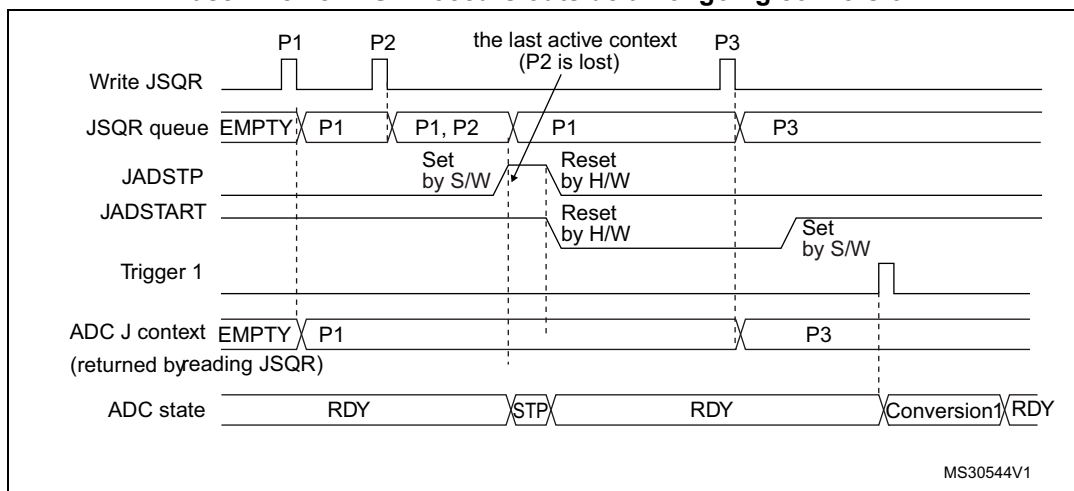 P1 P2 the last active context P3
(P2 is lost)
Write JSQR
JSQR queue EMPTY P1 P1, P2 P1 P3
Set Reset
by S/W by H/W
JADSTP
JADSTART
Reset
by H/W
Set
by S/W
Trigger 1
ADC J context EMPTY P1 P3
(returned by reading JSQR)
ADC state RDY STP RDY Conversion1 RDY
MS30544V1